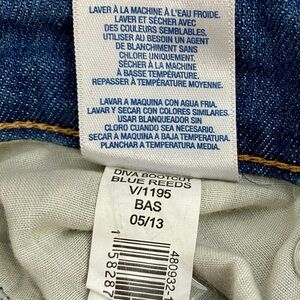 LAVER À LA MACHINE À L'EAU FROIDE.
LAVER ET SÉCHER AVEC
DES COULEURS SEMBLABLES.
UTILISER AU BESOIN UN AGENT
DE BLANCHIMENT SANS
CHLORE UNIQUEMENT.
SÉCHER À LA MACHINE
À BASSE TEMPÉRATURE.
REPASSER À TEMPÉRATURE MOYENNE.
LAVAR A MAQUINA CON AGUA FRIA.
LAVAR Y SECAR CON COLORES SIMILARES.
USAR BLANQUEADOR SIN
CLORO CUANDO SEA NECESARIO.
SECAR A MAQUINA A BAJA TEMPERATURA.
PLANCHAR A TEMPERATURA MEDIA.
DIVA BOOTCUT
BLUE REEDS
V/1195
BAS
05/13
480932-1
58287